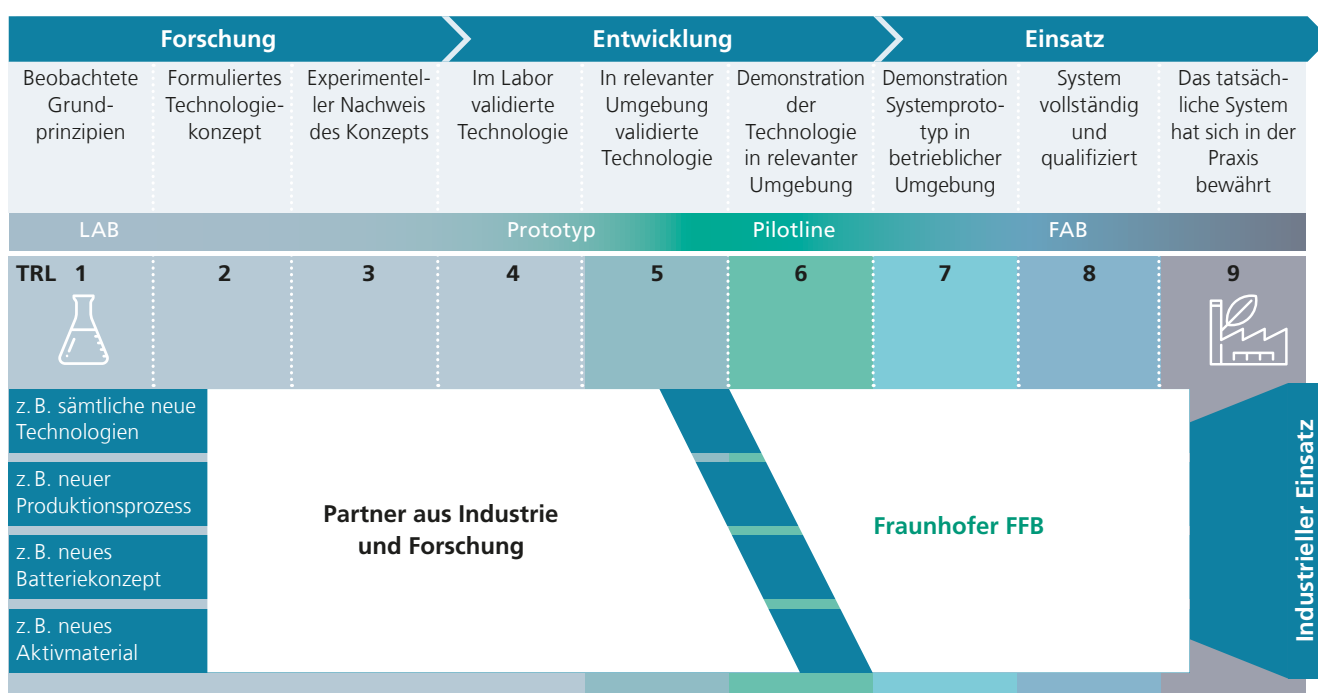 Forschung
Entwicklung
Einsatz
Beobachtete
Grund-
prinzipien
Formuliertes
Technologie-
konzept
Experimentel-
ler Nachweis
des Konzepts
Im Labor
validierte
Technologie
In relevanter
Umgebung
validierte
Technologie
Demonstration
der
Technologie
in relevanter
Umgebung
Demonstration
Systemproto-
typ in
betrieblicher
Umgebung
System
vollständig
und
qualifiziert
Das tatsäch-
liche System
hat sich in der
Praxis
bewährt
LAB
Prototyp
Pilotline
FAB
TRL 1
2
3
4
5
6
7
8
9
z. B. sämtliche neue
Technologien
z. B. neuer
Produktionsprozess
z. B. neues
Batteriekonzept
z. B. neues
Aktivmaterial
Partner aus Industrie
und Forschung
Fraunhofer FFB
Industrieller Einsatz